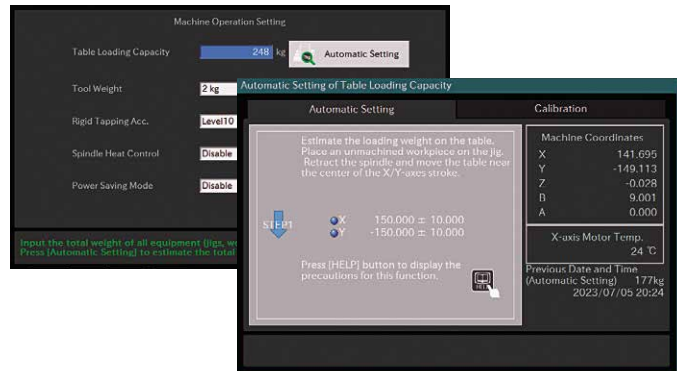 Machine Operation Setting
Table Loading Capacity 248 kg Automatic Setting
Tool Weight 2 kg
Rigid Tapping Acc. Level10
Spindle Heat Control Disable
Power Saving Mode Disable
Input the total weight of all equipment (jigs,
Press [Automatic Setting] to estimate the total
Automatic Setting of Table Loading Capacity
Automatic Setting Calibration
Estimate the loading weight on the table.
Place an unmachined workpiece on the jig.
Retract the spindle and move the table near
the center of the X/Y-axes stroke.
STEP1
X 150.000 ± 10.000
Y -150.000 ± 10.000
Press [HELP] button to display the
precautions for this function.
HELP
Machine Coordinates
X 141.695
Y -149.113
Z -0.028
B 9.001
A 0.000
X-axis Motor Temp.
24 ℃
Previous Date and Time
(Automatic Setting) 177kg
2023/07/05 20:24